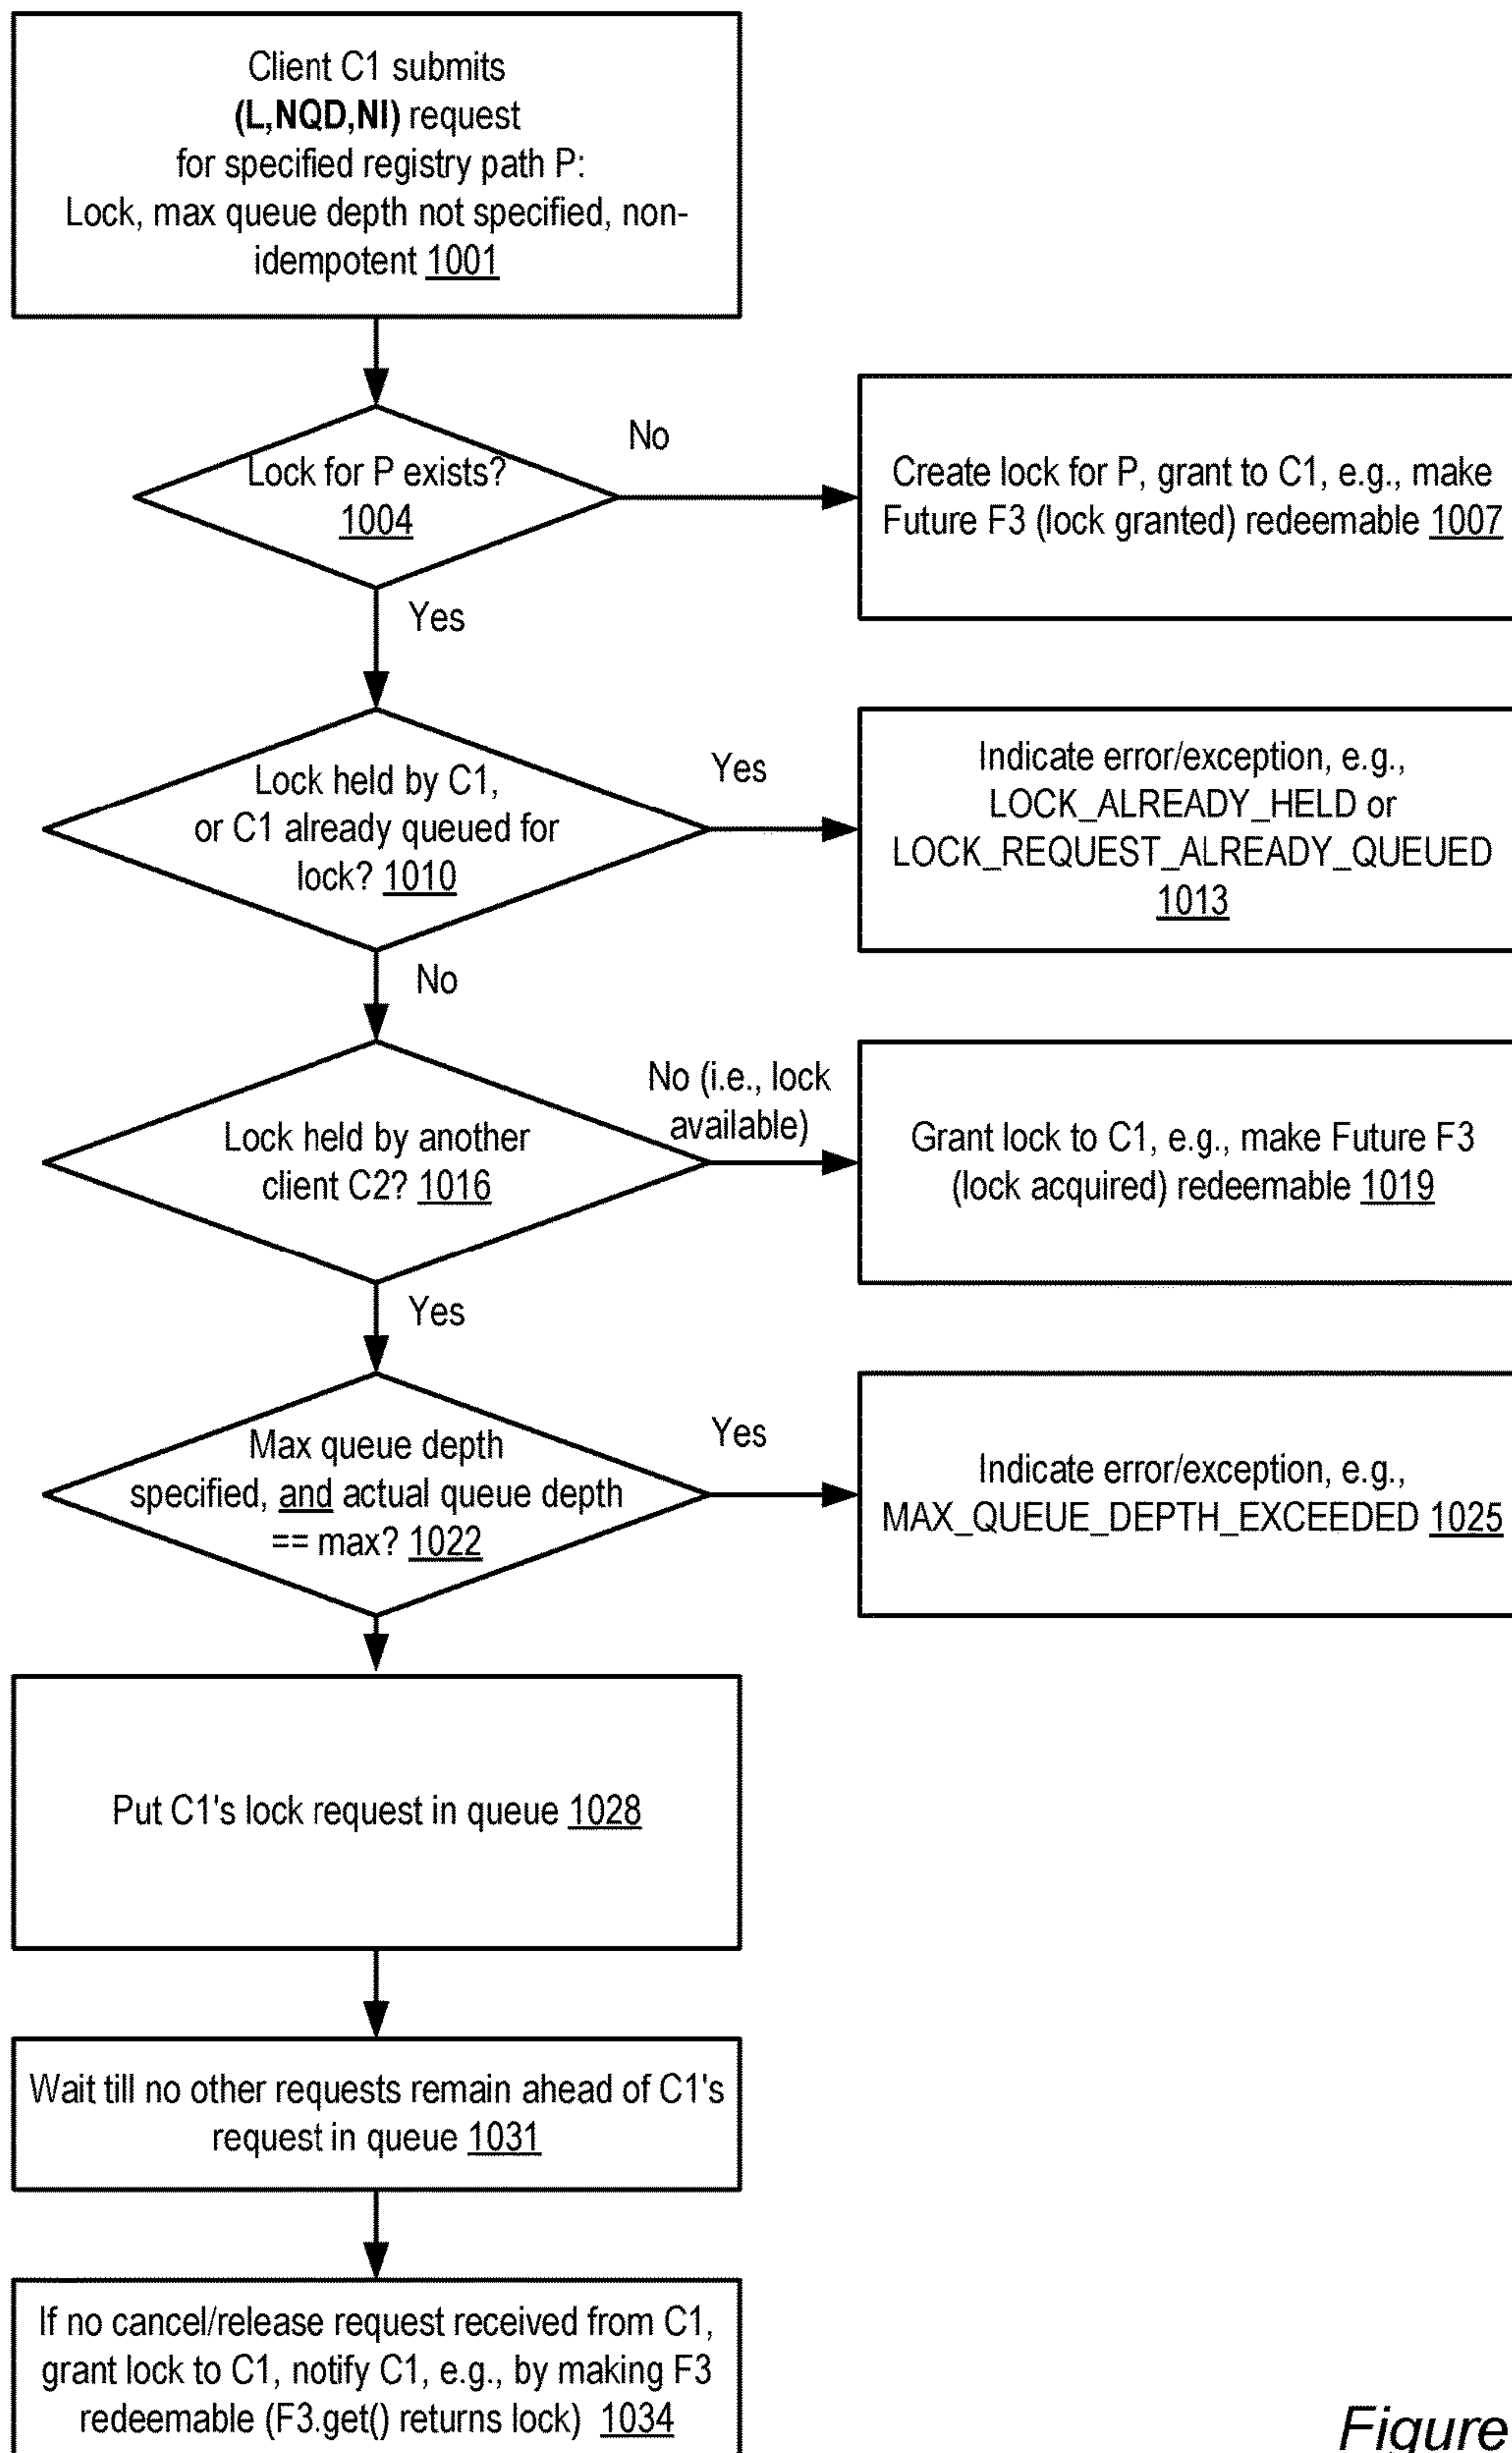 Client C1 submits
(L,NQD,NI) request
for specified registry path P:
Lock, max queue depth not specified, non-
idempotent 1001
Lock for P exists?
1004
No
Create lock for P, grant to C1, e.g., make
Future F3 (lock granted) redeemable 1007
Yes
Lock held by C1,
or C1 already queued for
lock? 1010
Yes
Indicate error/exception, e.g.,
LOCK_ALREADY_HELD or
LOCK_REQUEST_ALREADY_QUEUED
1013
No
Lock held by another
client C2? 1016
No (i.e., lock
available)
Grant lock to C1, e.g., make Future F3
(lock acquired) redeemable 1019
Yes
Max queue depth
specified, and actual queue depth
== max? 1022
Yes
Indicate error/exception, e.g.,
MAX_QUEUE_DEPTH_EXCEEDED 1025
Put C1's lock request in queue 1028
Wait till no other requests remain ahead of C1's
request in queue 1031
If no cancel/release request received from C1,
grant lock to C1, notify C1, e.g., by making F3
redeemable (F3.get() returns lock) 1034
Figure